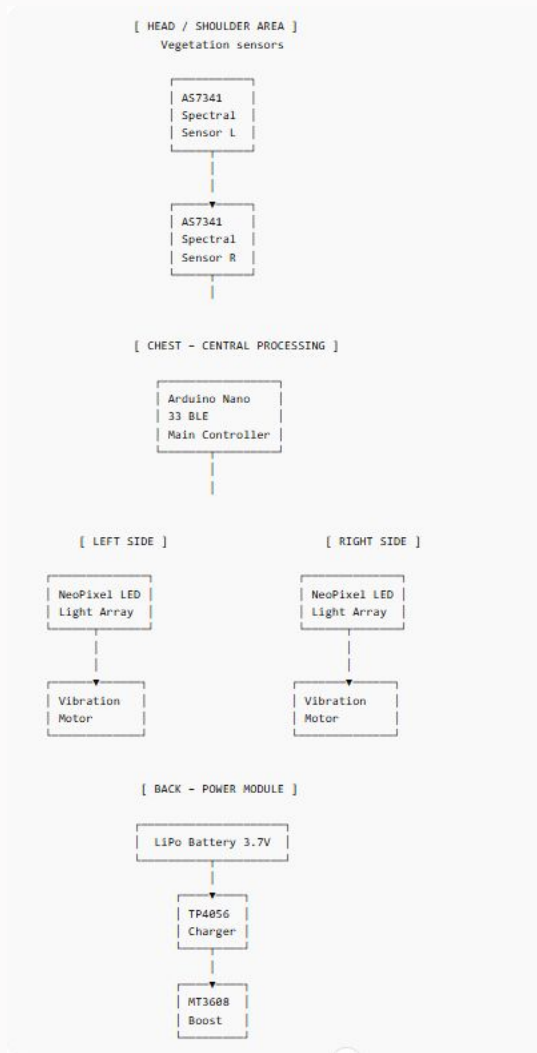 [ HEAD / SHOULDER AREA ]
Vegetation sensors
AS7341
Spectral
Sensor L
AS7341
Spectral
Sensor R
[ CHEST – CENTRAL PROCESSING ]
Arduino Nano
33 BLE
Main Controller
[ LEFT SIDE ]
[ RIGHT SIDE ]
NeoPixel LED
Light Array
NeoPixel LED
Light Array
Vibration
Motor
Vibration
Motor
[ BACK – POWER MODULE ]
LiPo Battery 3.7V
TP4056
Charger
MT3608
Boost